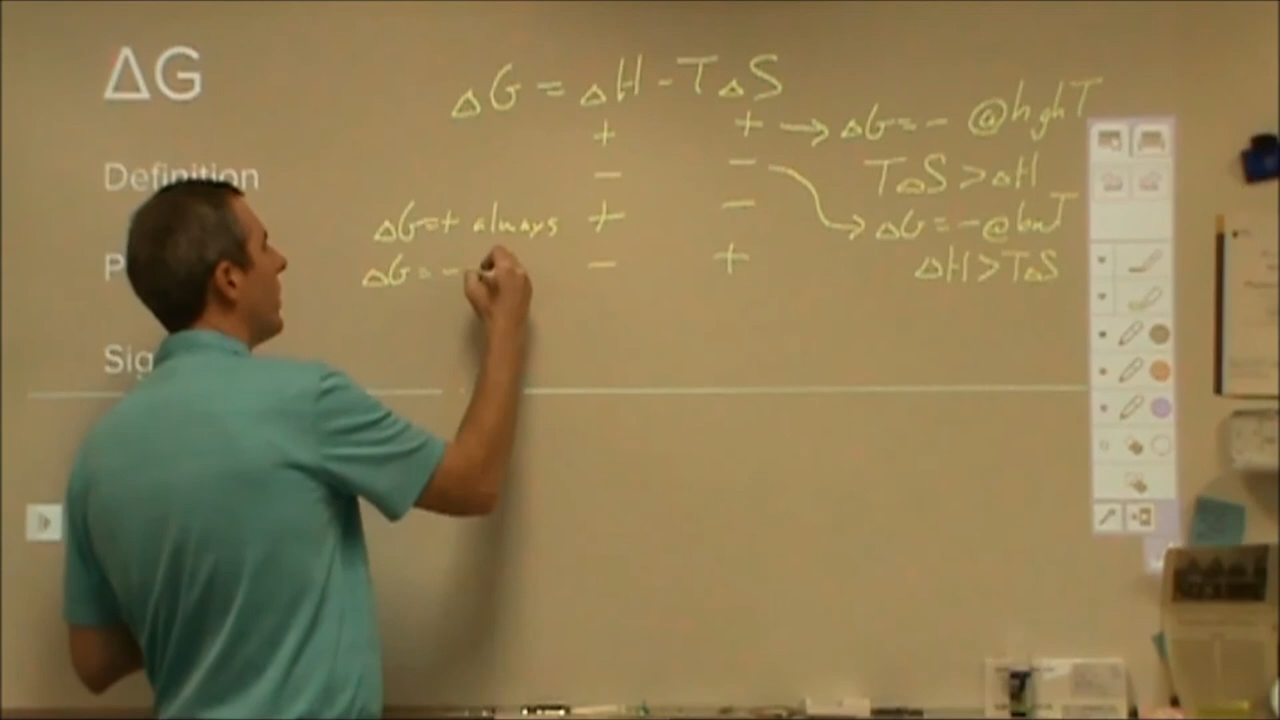 ΔG
ΔG = ΔH - TΔS
+ + → ΔG = - @ high T
Definition - - TΔS > ΔH
ΔG = + always + - → ΔG = - @ low T
P ΔG = - - + ΔH > TΔS
Sig